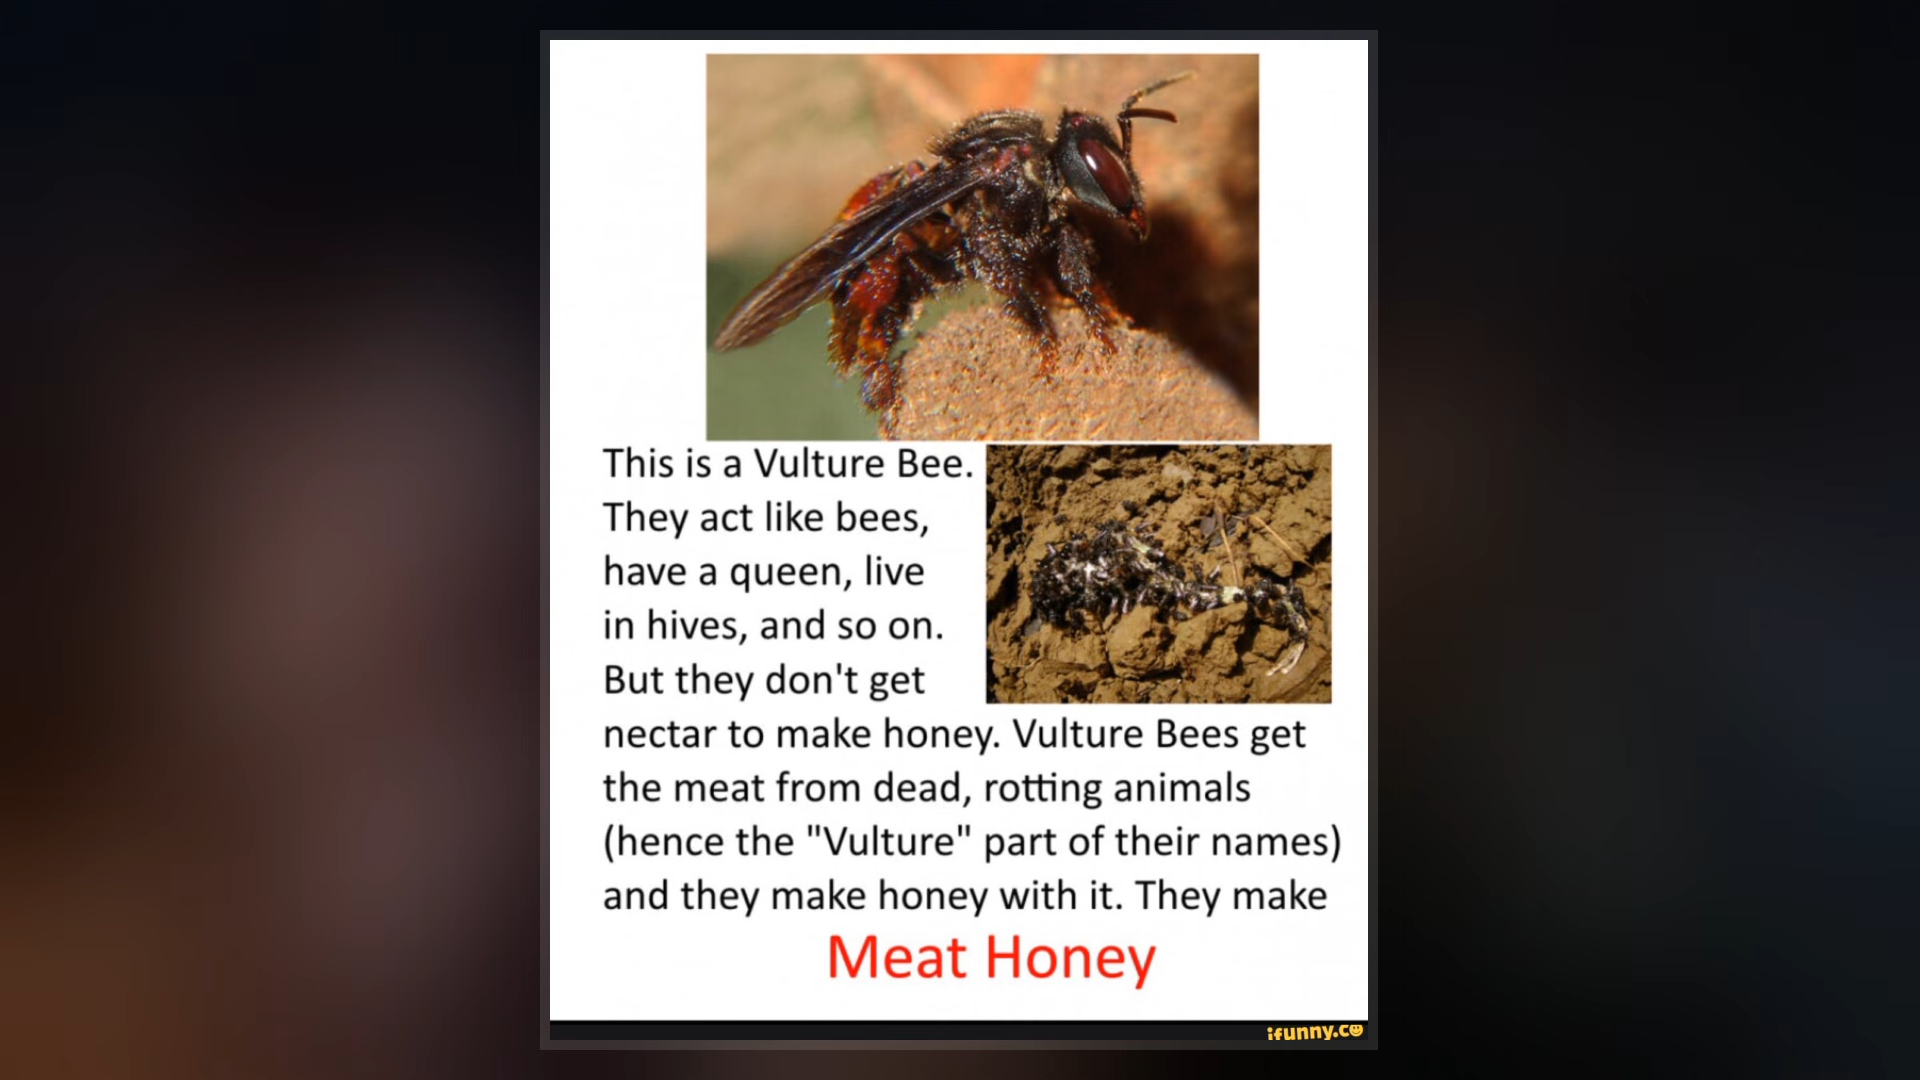 This is a Vulture Bee.
They act like bees,
have a queen, live
in hives, and so on.
But they don't get
nectar to make honey. Vulture Bees get
the meat from dead, rotting animals
(hence the "Vulture" part of their names)
and they make honey with it. They make
Meat Honey
ifunny.co